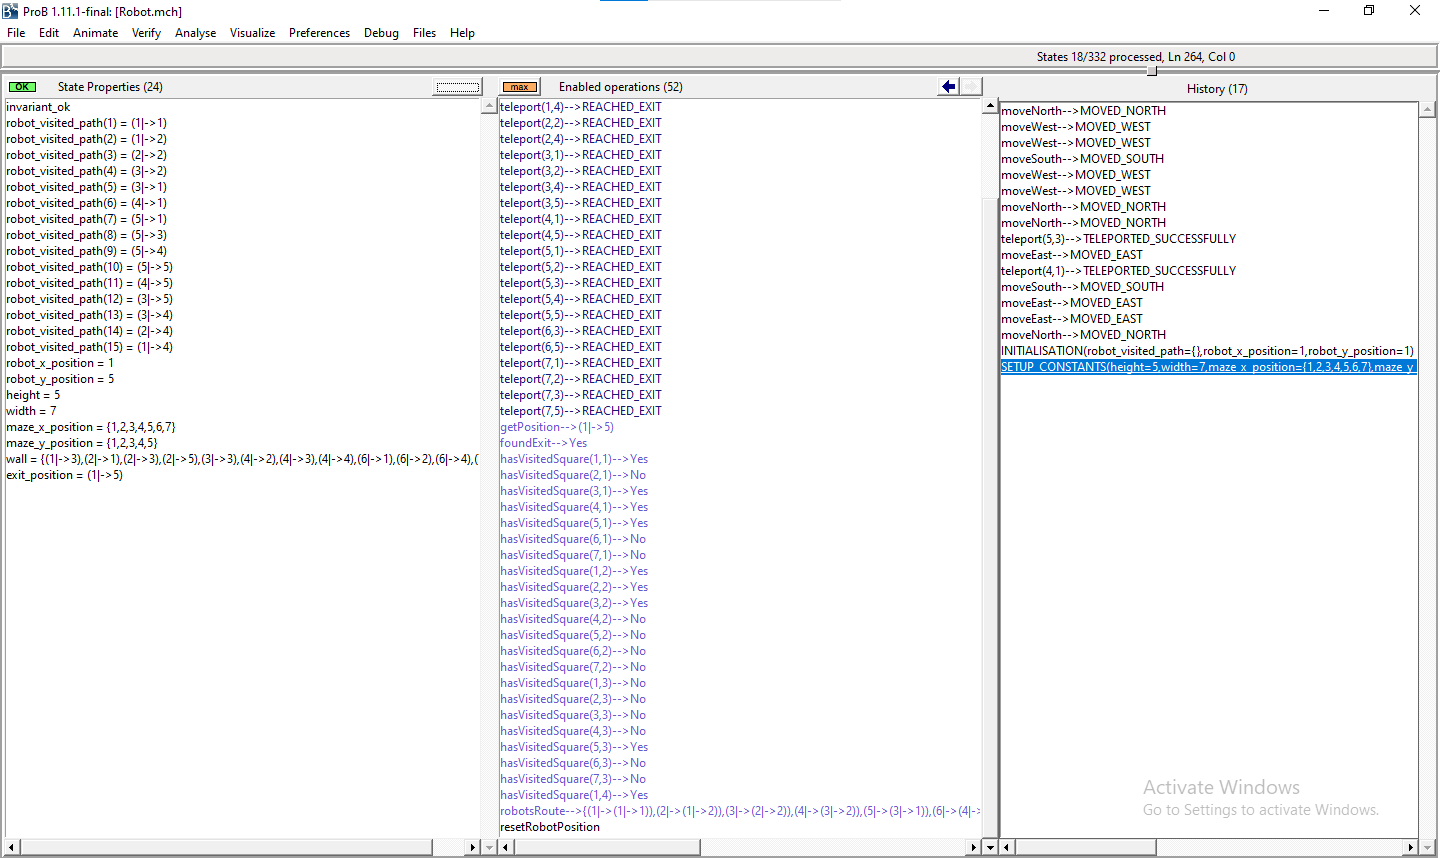 ProB 1.11.1-final: [Robot.mch]
File Edit Animate Verify Analyse Visualize Preferences Debug Files Help
States 18/332 processed, Ln 264, Col 0
OK State Properties (24)
invariant_ok
robot_visited_path(1) = (1|->1)
robot_visited_path(2) = (1|->2)
robot_visited_path(3) = (2|->2)
robot_visited_path(4) = (3|->2)
robot_visited_path(5) = (3|->1)
robot_visited_path(6) = (4|->1)
robot_visited_path(7) = (5|->1)
robot_visited_path(8) = (5|->3)
robot_visited_path(9) = (5|->4)
robot_visited_path(10) = (5|->5)
robot_visited_path(11) = (4|->5)
robot_visited_path(12) = (3|->5)
robot_visited_path(13) = (3|->4)
robot_visited_path(14) = (2|->4)
robot_visited_path(15) = (1|->4)
robot_x_position = 1
robot_y_position = 5
height = 5
width = 7
maze_x_position = {1,2,3,4,5,6,7}
maze_y_position = {1,2,3,4,5}
wall = {(1|->3),(2|->1),(2|->3),(2|->5),(3|->3),(4|->2),(4|->3),(4|->4),(6|->1),(6|->2),(6|->4),(
exit_position = (1|->5)
max Enabled operations (52)
teleport(1,4)-->REACHED_EXIT
teleport(2,2)-->REACHED_EXIT
teleport(2,4)-->REACHED_EXIT
teleport(3,1)-->REACHED_EXIT
teleport(3,2)-->REACHED_EXIT
teleport(3,4)-->REACHED_EXIT
teleport(3,5)-->REACHED_EXIT
teleport(4,1)-->REACHED_EXIT
teleport(4,5)-->REACHED_EXIT
teleport(5,1)-->REACHED_EXIT
teleport(5,2)-->REACHED_EXIT
teleport(5,3)-->REACHED_EXIT
teleport(5,4)-->REACHED_EXIT
teleport(5,5)-->REACHED_EXIT
teleport(6,3)-->REACHED_EXIT
teleport(6,5)-->REACHED_EXIT
teleport(7,1)-->REACHED_EXIT
teleport(7,2)-->REACHED_EXIT
teleport(7,3)-->REACHED_EXIT
teleport(7,5)-->REACHED_EXIT
getPosition-->(1|->5)
foundExit-->Yes
hasVisitedSquare(1,1)-->Yes
hasVisitedSquare(2,1)-->No
hasVisitedSquare(3,1)-->Yes
hasVisitedSquare(4,1)-->Yes
hasVisitedSquare(5,1)-->Yes
hasVisitedSquare(6,1)-->No
hasVisitedSquare(7,1)-->No
hasVisitedSquare(1,2)-->Yes
hasVisitedSquare(2,2)-->Yes
hasVisitedSquare(3,2)-->Yes
hasVisitedSquare(4,2)-->No
hasVisitedSquare(5,2)-->No
hasVisitedSquare(6,2)-->No
hasVisitedSquare(7,2)-->No
hasVisitedSquare(1,3)-->No
hasVisitedSquare(2,3)-->No
hasVisitedSquare(3,3)-->No
hasVisitedSquare(4,3)-->No
hasVisitedSquare(5,3)-->Yes
hasVisitedSquare(6,3)-->No
hasVisitedSquare(7,3)-->No
hasVisitedSquare(1,4)-->Yes
robotsRoute-->{(1|->(1|->1)),(2|->(1|->2)),(3|->(2|->2)),(4|->(3|->2)),(5|->(3|->1)),(6|->(4|->
resetRobotPosition
History (17)
moveNorth-->MOVED_NORTH
moveWest-->MOVED_WEST
moveWest-->MOVED_WEST
moveSouth-->MOVED_SOUTH
moveWest-->MOVED_WEST
moveWest-->MOVED_WEST
moveNorth-->MOVED_NORTH
moveNorth-->MOVED_NORTH
teleport(5,3)-->TELEPORTED_SUCCESSFULLY
moveEast-->MOVED_EAST
teleport(4,1)-->TELEPORTED_SUCCESSFULLY
moveSouth-->MOVED_SOUTH
moveEast-->MOVED_EAST
moveEast-->MOVED_EAST
moveNorth-->MOVED_NORTH
INITIALISATION(robot_visited_path={},robot_x_position=1,robot_y_position=1)
SETUP_CONSTANTS(height=5,width=7,maze_x_position={1,2,3,4,5,6,7},maze_y
Activate Windows
Go to Settings to activate Windows.